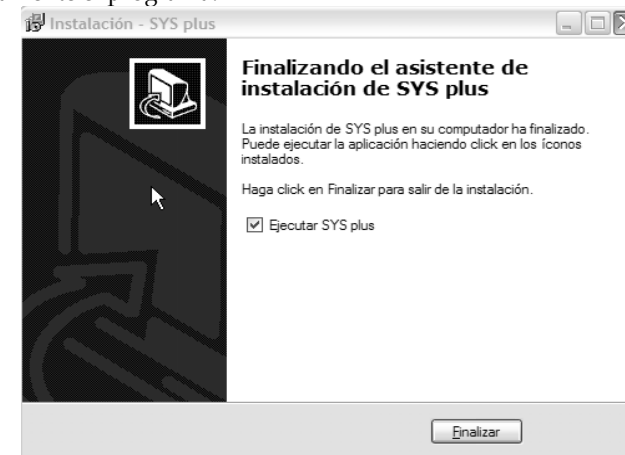 Instalación - SYS plus
Finalizando el asistente de
instalación de SYS plus
La instalación de SYS plus en su computador ha finalizado.
Puede ejecutar la aplicación haciendo click en los íconos
instalados.
Haga click en Finalizar para salir de la instalación.
Ejecutar SYS plus
Finalizar